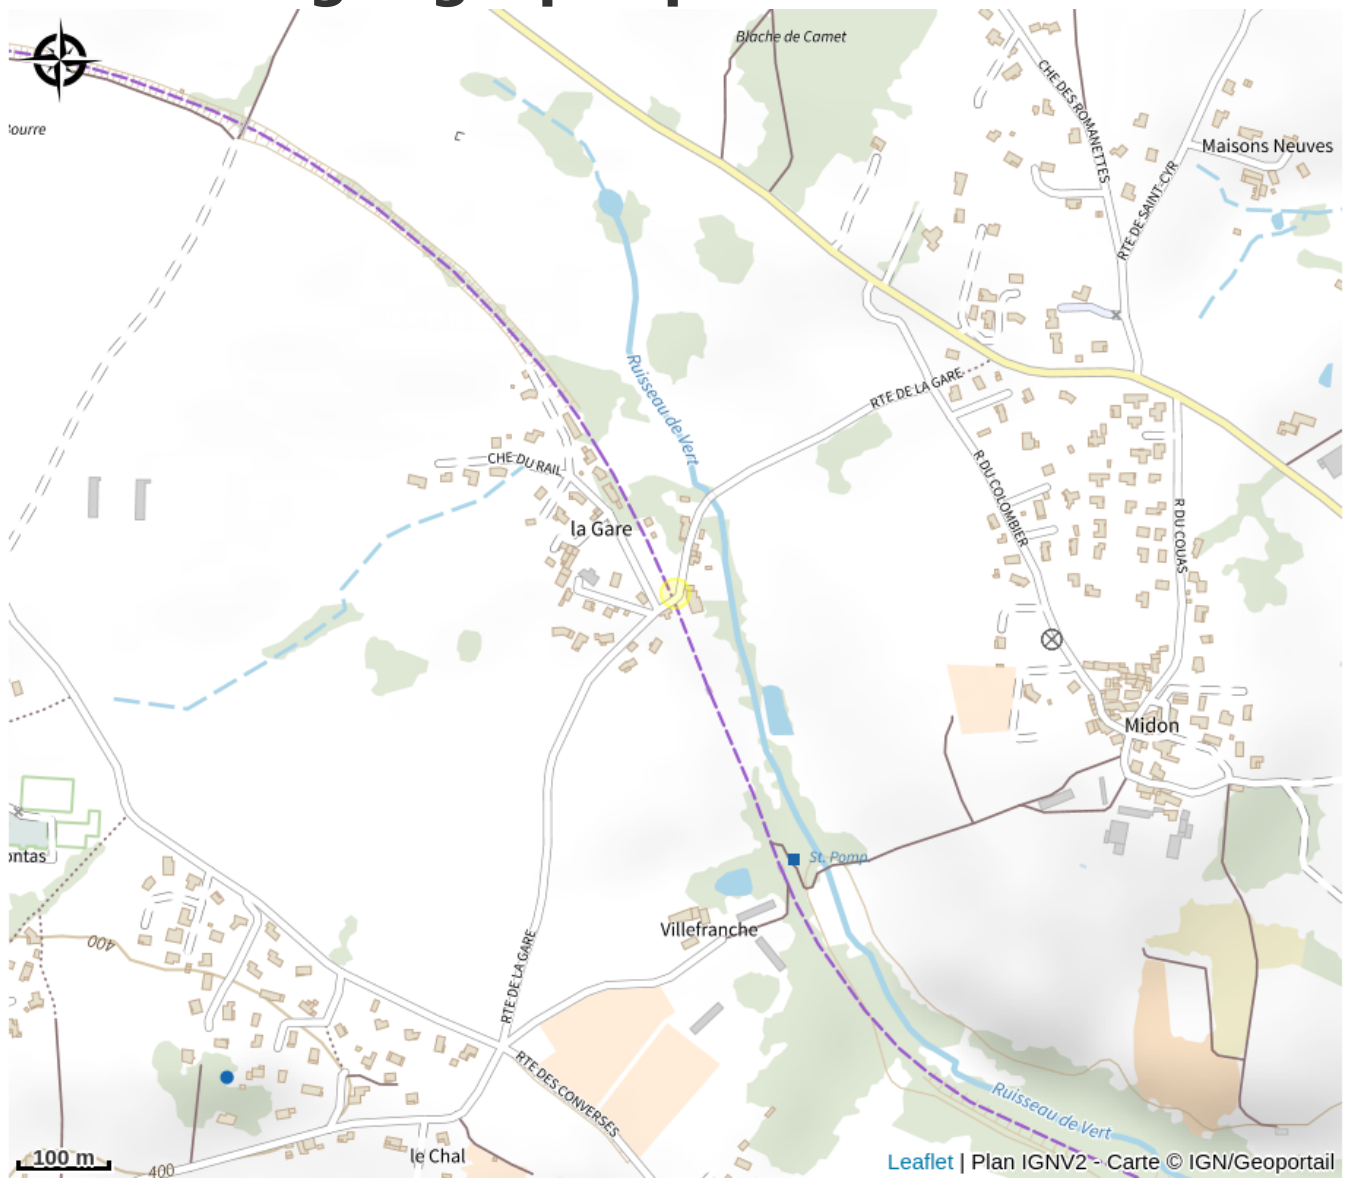 Blache de Camet
CHE DES ROMANETTES
Maisons Neuves
RTE DE SAINT-CYR
Ruisseau de Vert
RTE DE LA GARE
CHE DU RAIL
R DU COLOMBIER
la Gare
R DU COUAS
Midon
St. Pomp.
Villefranche
400
RTE DE LA GARE
RTE DES CONVERSES
Ruisseau de Vert
le Chal
100 m
400
Leaflet | Plan IGNV2 - Carte © IGN/Geoportail